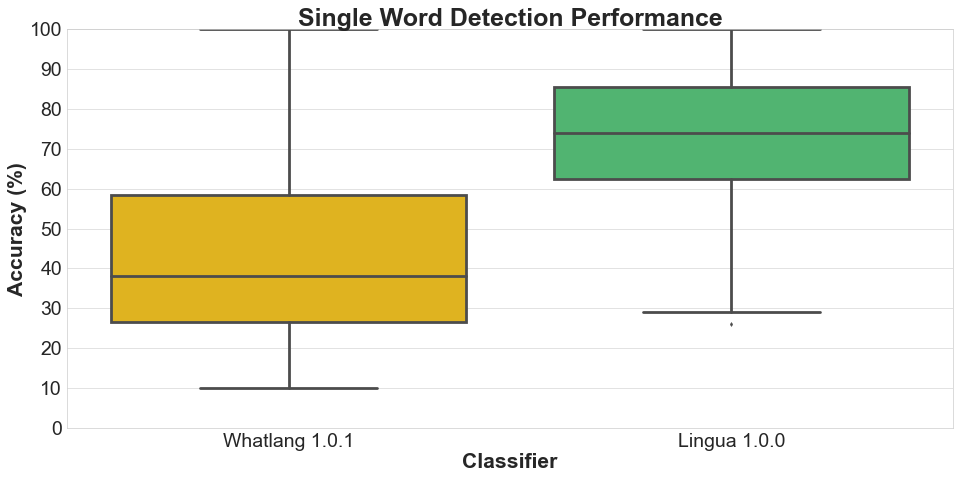 Single Word Detection Performance
100
90
80
70
60
50
40
30
20
10
0
Accuracy (%)
Whatlang 1.0.1
Lingua 1.0.0
Classifier